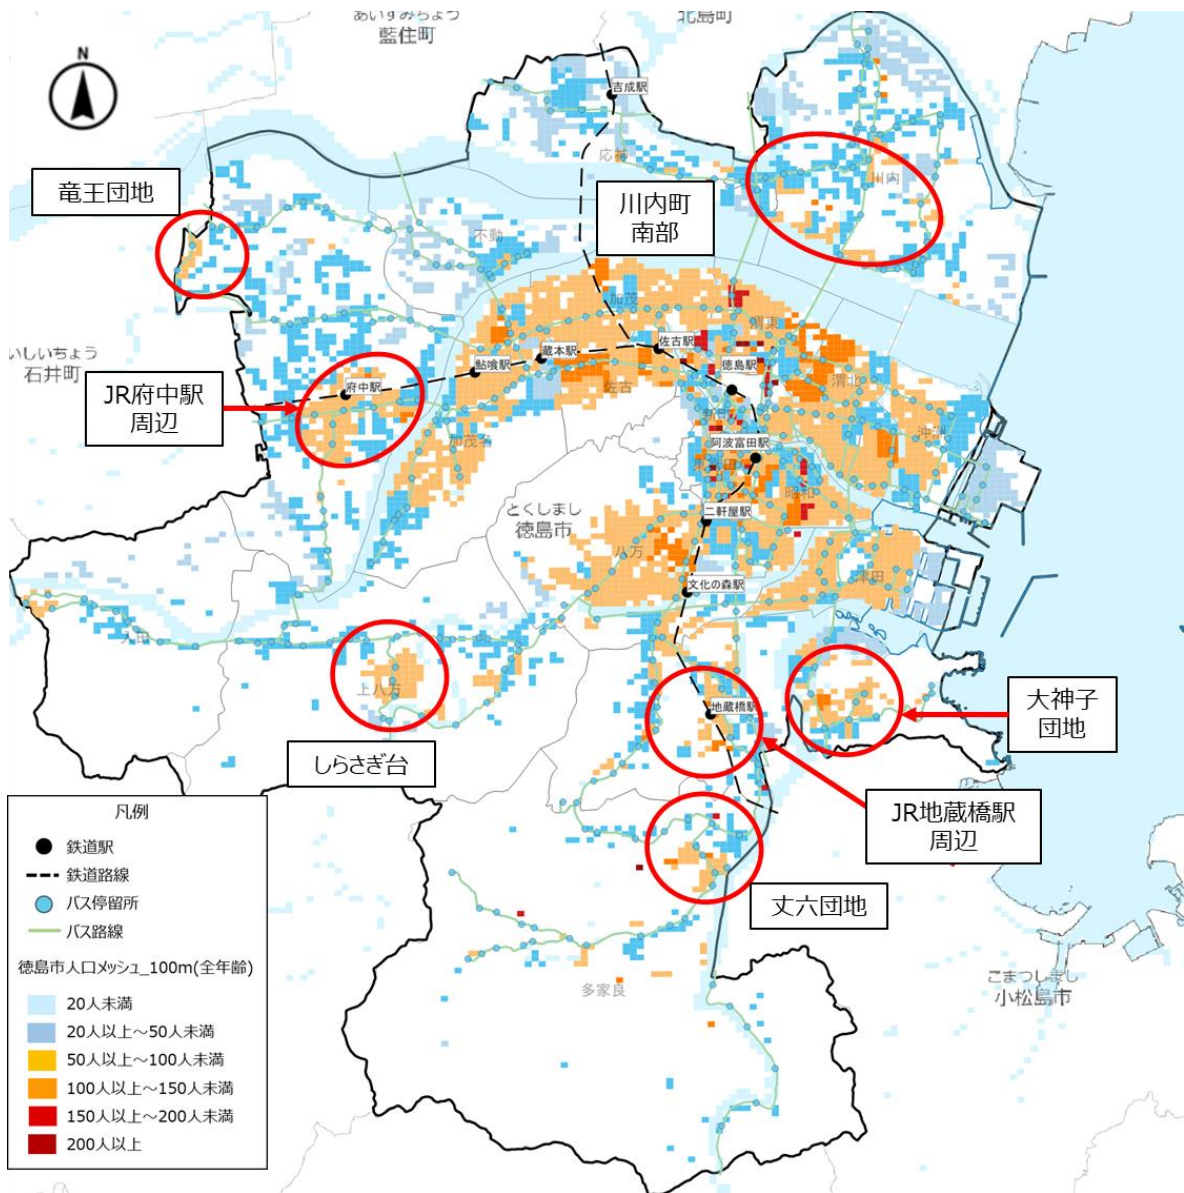 あいずみちょう
藍住町
北島町
N
吉成駅
応神
竜王団地
川内町
南部
川内
不動
加茂
渭東
いしいちょう
石井町
JR府中駅
周辺
府中駅
鮎喰駅
蔵本駅
佐古駅
徳島駅
佐古
渭北
新町
加茂名
阿波富田駅
沖洲
昭和
とくしまし
徳島市
二軒屋駅
八万
文化の森駅
津田
入田
上八万
しらさぎ台
地蔵橋駅
大神子
団地
JR地蔵橋駅
周辺
丈六団地
多家良
こまつしまし
小松島市
凡例
鉄道駅
鉄道路線
バス停留所
バス路線
徳島市人口メッシュ_100m(全年齢)
20人未満
20人以上~50人未満
50人以上~100人未満
100人以上~150人未満
150人以上~200人未満
200人以上